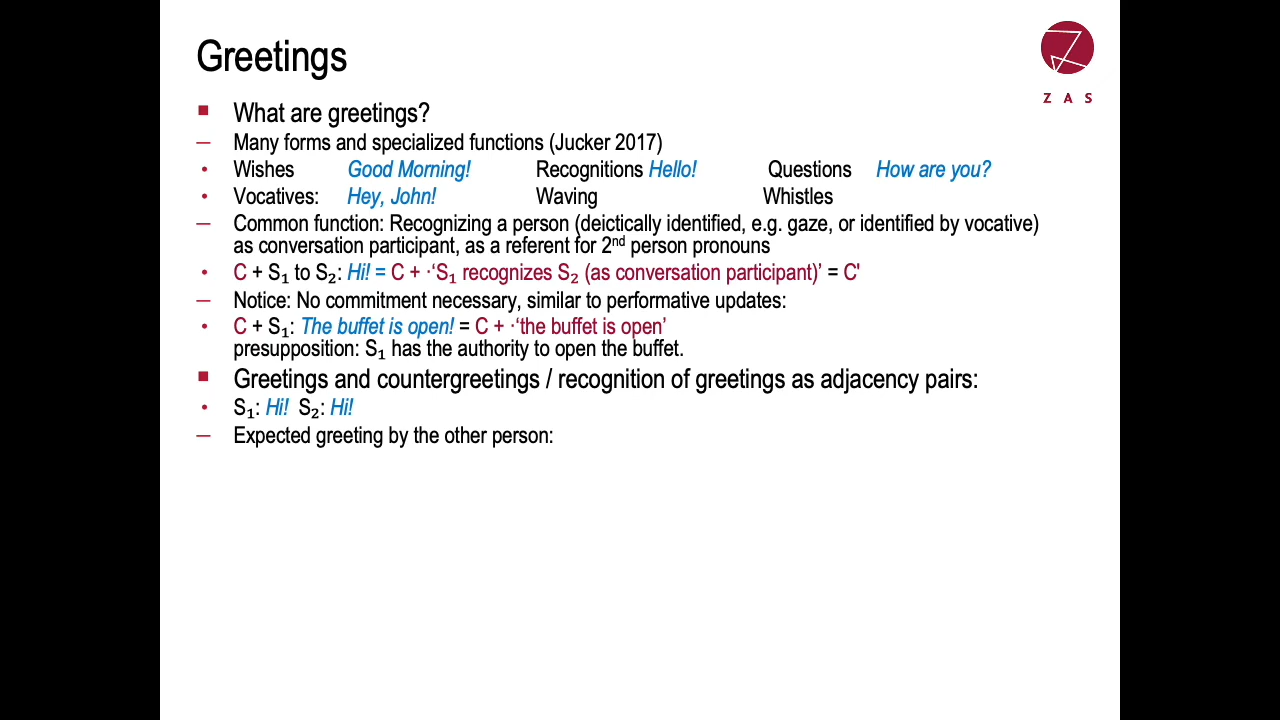 Greetings
Z A S
What are greetings?
Many forms and specialized functions (Jucker 2017)
Wishes Good Morning! Recognitions Hello! Questions How are you?
Vocatives: Hey, John! Waving Whistles
Common function: Recognizing a person (deictically identified, e.g. gaze, or identified by vocative)
as conversation participant, as a referent for 2nd person pronouns
C + S₁ to S₂: Hi! = C + ·‘S₁ recognizes S₂ (as conversation participant)’ = C'
Notice: No commitment necessary, similar to performative updates:
C + S₁: The buffet is open! = C + ·‘the buffet is open’
presupposition: S₁ has the authority to open the buffet.
Greetings and countergreetings / recognition of greetings as adjacency pairs:
S₁: Hi! S₂: Hi!
Expected greeting by the other person: